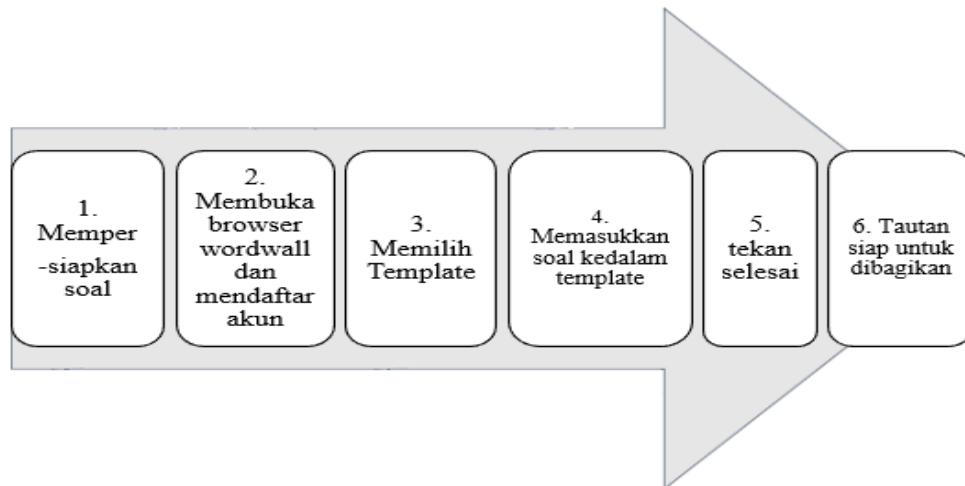 1.
Memper
-siapkan
soal
2.
Membuka
browser
wordwall
dan
mendaftar
akun
3.
Memilih
Template
4.
Memasukkan
soal kedalam
template
5.
tekan
selesai
6. Tautan
siap untuk
dibagikan